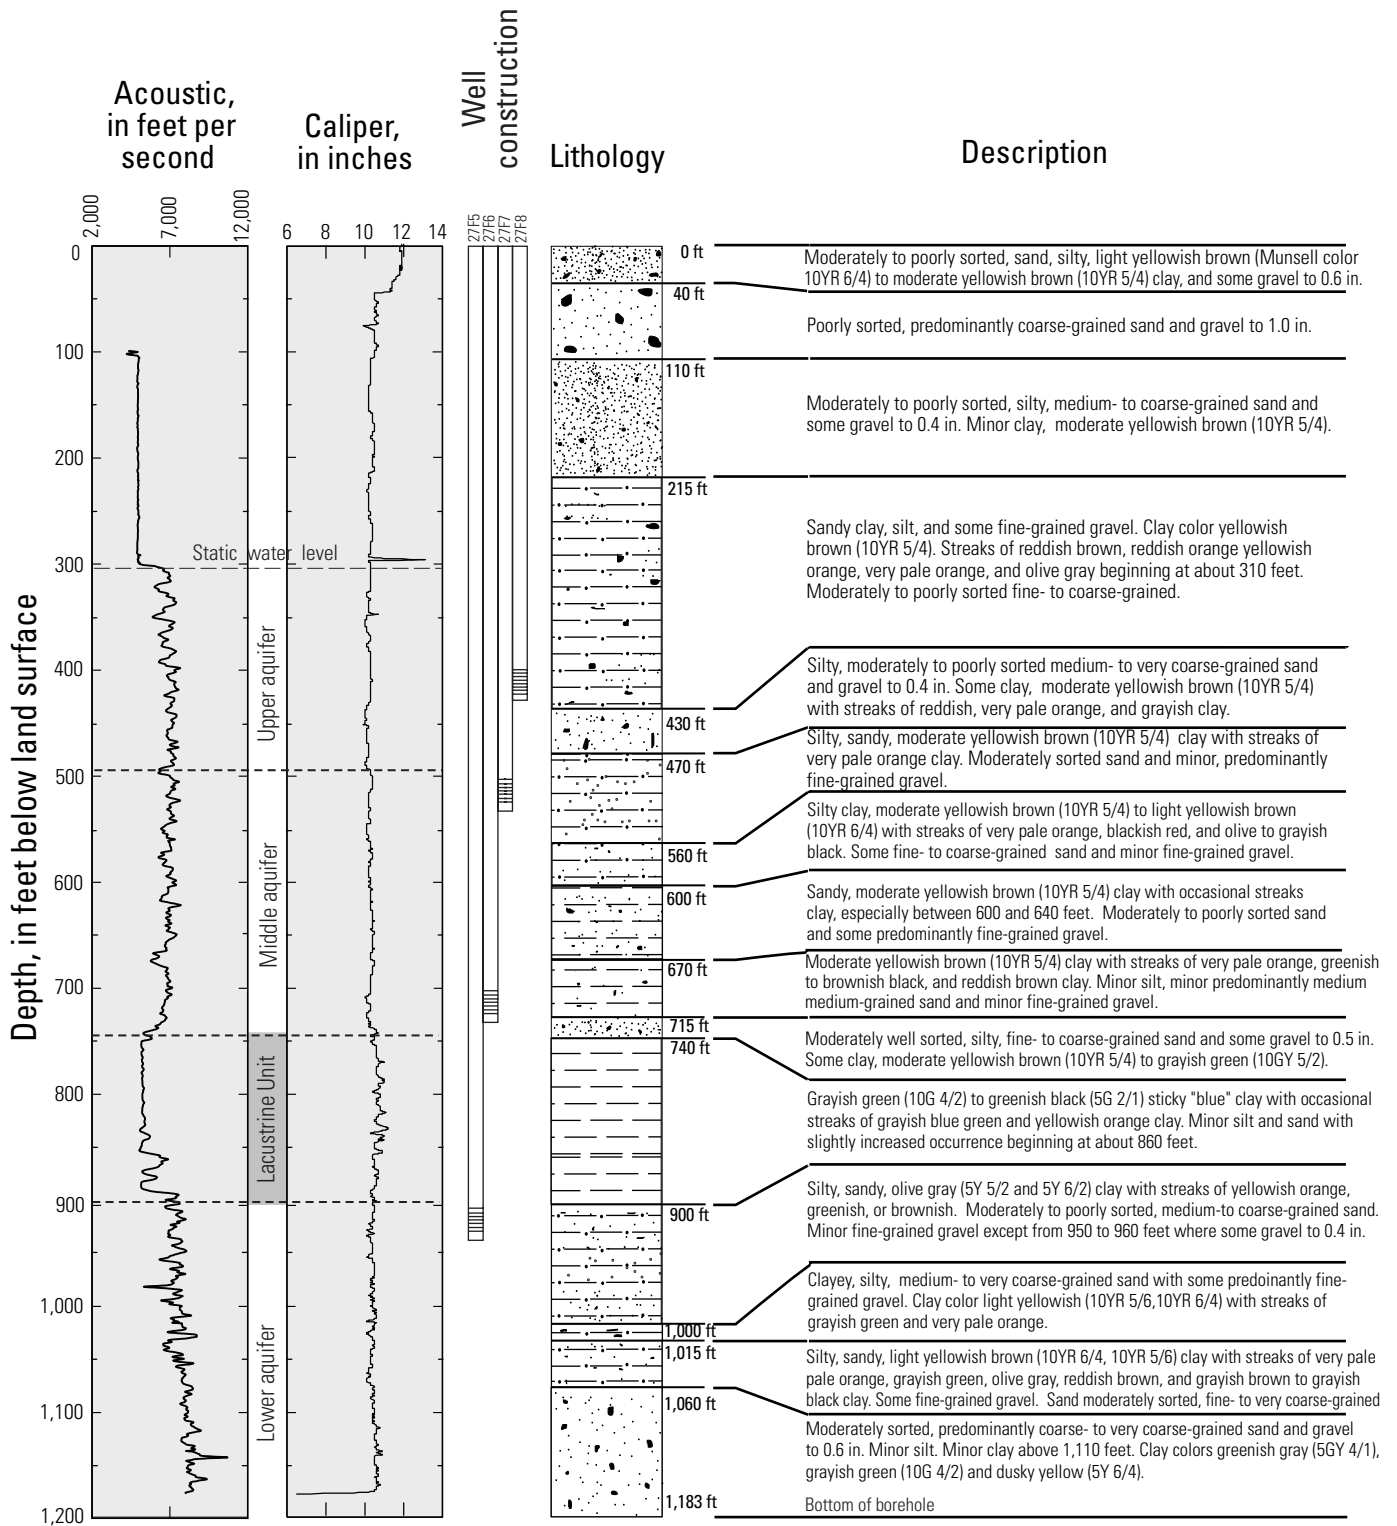 Acoustic,
in feet per
second
Caliper,
in inches
Well
construction
Lithology
Description
2,000
7,000
12,000
6 8 10 12 14
27F5
27F6
27F7
27F8
Depth, in feet below land surface
0
100
200
300
400
500
600
700
800
900
1,000
1,100
1,200
Static water level
Upper aquifer
Middle aquifer
Lacustrine Unit
Lower aquifer
0 ft
40 ft
110 ft
215 ft
430 ft
470 ft
560 ft
600 ft
670 ft
715 ft
740 ft
900 ft
1,000 ft
1,015 ft
1,060 ft
1,183 ft
Moderately to poorly sorted, sand, silty, light yellowish brown (Munsell color
10YR 6/4) to moderate yellowish brown (10YR 5/4) clay, and some gravel to 0.6 in.
Poorly sorted, predominantly coarse-grained sand and gravel to 1.0 in.
Moderately to poorly sorted, silty, medium- to coarse-grained sand and
some gravel to 0.4 in. Minor clay, moderate yellowish brown (10YR 5/4).
Sandy clay, silt, and some fine-grained gravel. Clay color yellowish
brown (10YR 5/4). Streaks of reddish brown, reddish orange yellowish
orange, very pale orange, and olive gray beginning at about 310 feet.
Moderately to poorly sorted fine- to coarse-grained.
Silty, moderately to poorly sorted medium- to very coarse-grained sand
and gravel to 0.4 in. Some clay, moderate yellowish brown (10YR 5/4)
with streaks of reddish, very pale orange, and grayish clay.
Silty, sandy, moderate yellowish brown (10YR 5/4) clay with streaks of
very pale orange clay. Moderately sorted sand and minor, predominantly
fine-grained gravel.
Silty clay, moderate yellowish brown (10YR 5/4) to light yellowish brown
(10YR 6/4) with streaks of very pale orange, blackish red, and olive to grayish
black. Some fine- to coarse-grained sand and minor fine-grained gravel.
Sandy, moderate yellowish brown (10YR 5/4) clay with occasional streaks
clay, especially between 600 and 640 feet. Moderately to poorly sorted sand
and some predominantly fine-grained gravel.
Moderate yellowish brown (10YR 5/4) clay with streaks of very pale orange, greenish
to brownish black, and reddish brown clay. Minor silt, minor predominantly medium
medium-grained sand and minor fine-grained gravel.
Moderately well sorted, silty, fine- to coarse-grained sand and some gravel to 0.5 in.
Some clay, moderate yellowish brown (10YR 5/4) to grayish green (10GY 5/2).
Grayish green (10G 4/2) to greenish black (5G 2/1) sticky "blue" clay with occasional
streaks of grayish blue green and yellowish orange clay. Minor silt and sand with
slightly increased occurrence beginning at about 860 feet.
Silty, sandy, olive gray (5Y 5/2 and 5Y 6/2) clay with streaks of yellowish orange,
greenish, or brownish. Moderately to poorly sorted, medium-to coarse-grained sand.
Minor fine-grained gravel except from 950 to 960 feet where some gravel to 0.4 in.
Clayey, silty, medium- to very coarse-grained sand with some predoinantly fine-
grained gravel. Clay color light yellowish (10YR 5/6,10YR 6/4) with streaks of
grayish green and very pale orange.
Silty, sandy, light yellowish brown (10YR 6/4, 10YR 5/6) clay with streaks of very pale
pale orange, grayish green, olive gray, reddish brown, and grayish brown to grayish
black clay. Some fine-grained gravel. Sand moderately sorted, fine- to very coarse-grained
Moderately sorted, predominantly coarse- to very coarse-grained sand and gravel
to 0.6 in. Minor silt. Minor clay above 1,110 feet. Clay colors greenish gray (5GY 4/1),
grayish green (10G 4/2) and dusky yellow (5Y 6/4).
Bottom of borehole